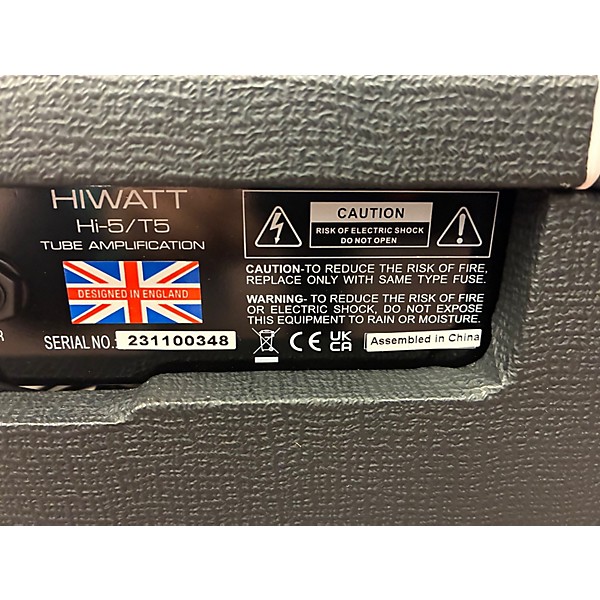 HIWATT
Hi-5/T5
TUBE AMPLIFICATION
DESIGNED IN ENGLAND
SERIAL NO.: 231100348
CAUTION
RISK OF ELECTRIC SHOCK
DO NOT OPEN
CAUTION-TO REDUCE THE RISK OF FIRE,
REPLACE ONLY WITH SAME TYPE FUSE.
WARNING- TO REDUCE THE RISK OF FIRE
OR ELECTRIC SHOCK, DO NOT EXPOSE
THIS EQUIPMENT TO RAIN OR MOISTURE.
CE UK CA Assembled in China